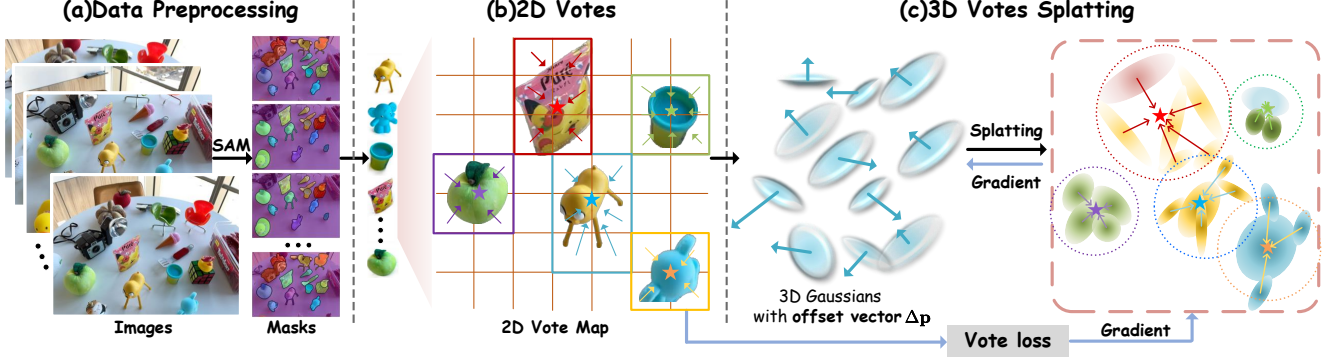 (a)Data Preprocessing
(b)2D Votes
(c)3D Votes Splatting
SAM
Puic
Splatting
Gradient
3D Gaussians
with offset vector Δp
Images
Masks
2D Vote Map
Vote loss
Gradient